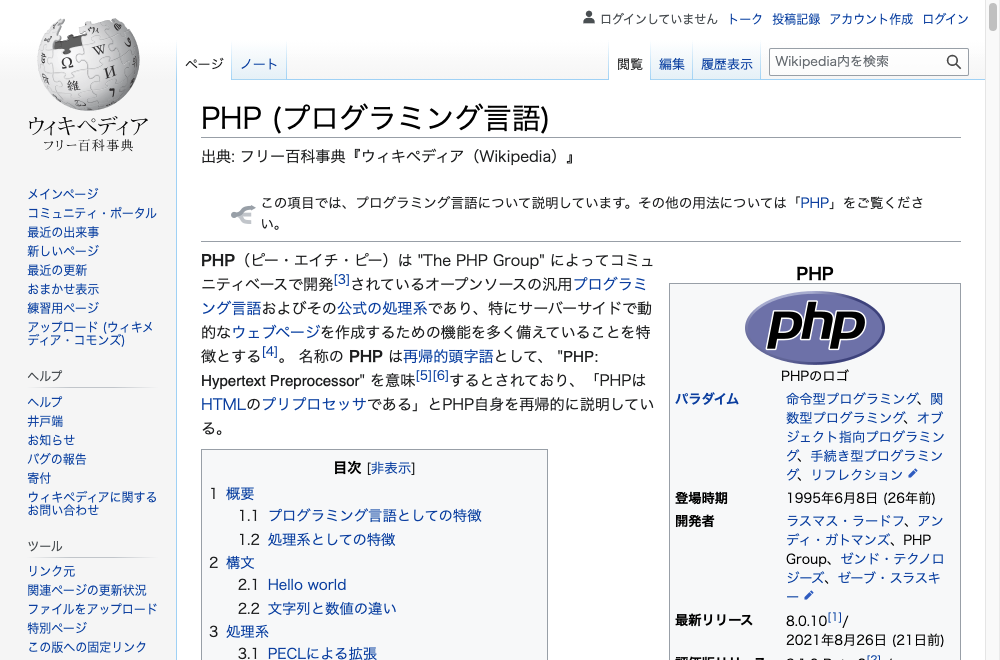 ログインしていません トーク 投稿記録 アカウント作成 ログイン
ページ ノート 閲覧 編集 履歴表示 Wikipedia内を検索
Ω W И 維
ウィキペディア
フリー百科事典
メインページ
コミュニティ・ポータル
最近の出来事
新しいページ
最近の更新
おまかせ表示
練習用ページ
アップロード (ウィキメ
ディア・コモンズ)
ヘルプ
ヘルプ
井戸端
お知らせ
バグの報告
寄付
ウィキペディアに関する
お問い合わせ
ツール
リンク元
関連ページの更新状況
ファイルをアップロード
特別ページ
この版への固定リンク
PHP (プログラミング言語)
出典: フリー百科事典『ウィキペディア（Wikipedia）』
この項目では、プログラミング言語について説明しています。その他の用法については「PHP」をご覧くださ
い。
PHP（ピー・エイチ・ピー）は "The PHP Group" によってコミュ
ニティベースで開発[3]されているオープンソースの汎用プログラミ
ング言語およびその公式の処理系であり、特にサーバーサイドで動
的なウェブページを作成するための機能を多く備えていることを特
徴とする[4]。 名称の PHP は再帰的頭字語として、 "PHP:
Hypertext Preprocessor" を意味[5][6]するとされており、「PHPは
HTMLのプリプロセッサである」とPHP自身を再帰的に説明してい
る。
目次 [非表示]
1 概要
1.1 プログラミング言語としての特徴
1.2 処理系としての特徴
2 構文
2.1 Hello world
2.2 文字列と数値の違い
3 処理系
3.1 PECLによる拡張
PHP
php
PHPのロゴ
パラダイム 命令型プログラミング、関
数型プログラミング、オブ
ジェクト指向プログラミン
グ、手続き型プログラミン
グ、リフレクション
登場時期 1995年6月8日 (26年前)
開発者 ラスマス・ラードフ、アン
ディ・ガトマンズ、PHP
Group、ゼンド・テクノロ
ジーズ、ゼーブ・スラスキ
ー
最新リリース 8.0.10[1]/
2021年8月26日 (21日前)